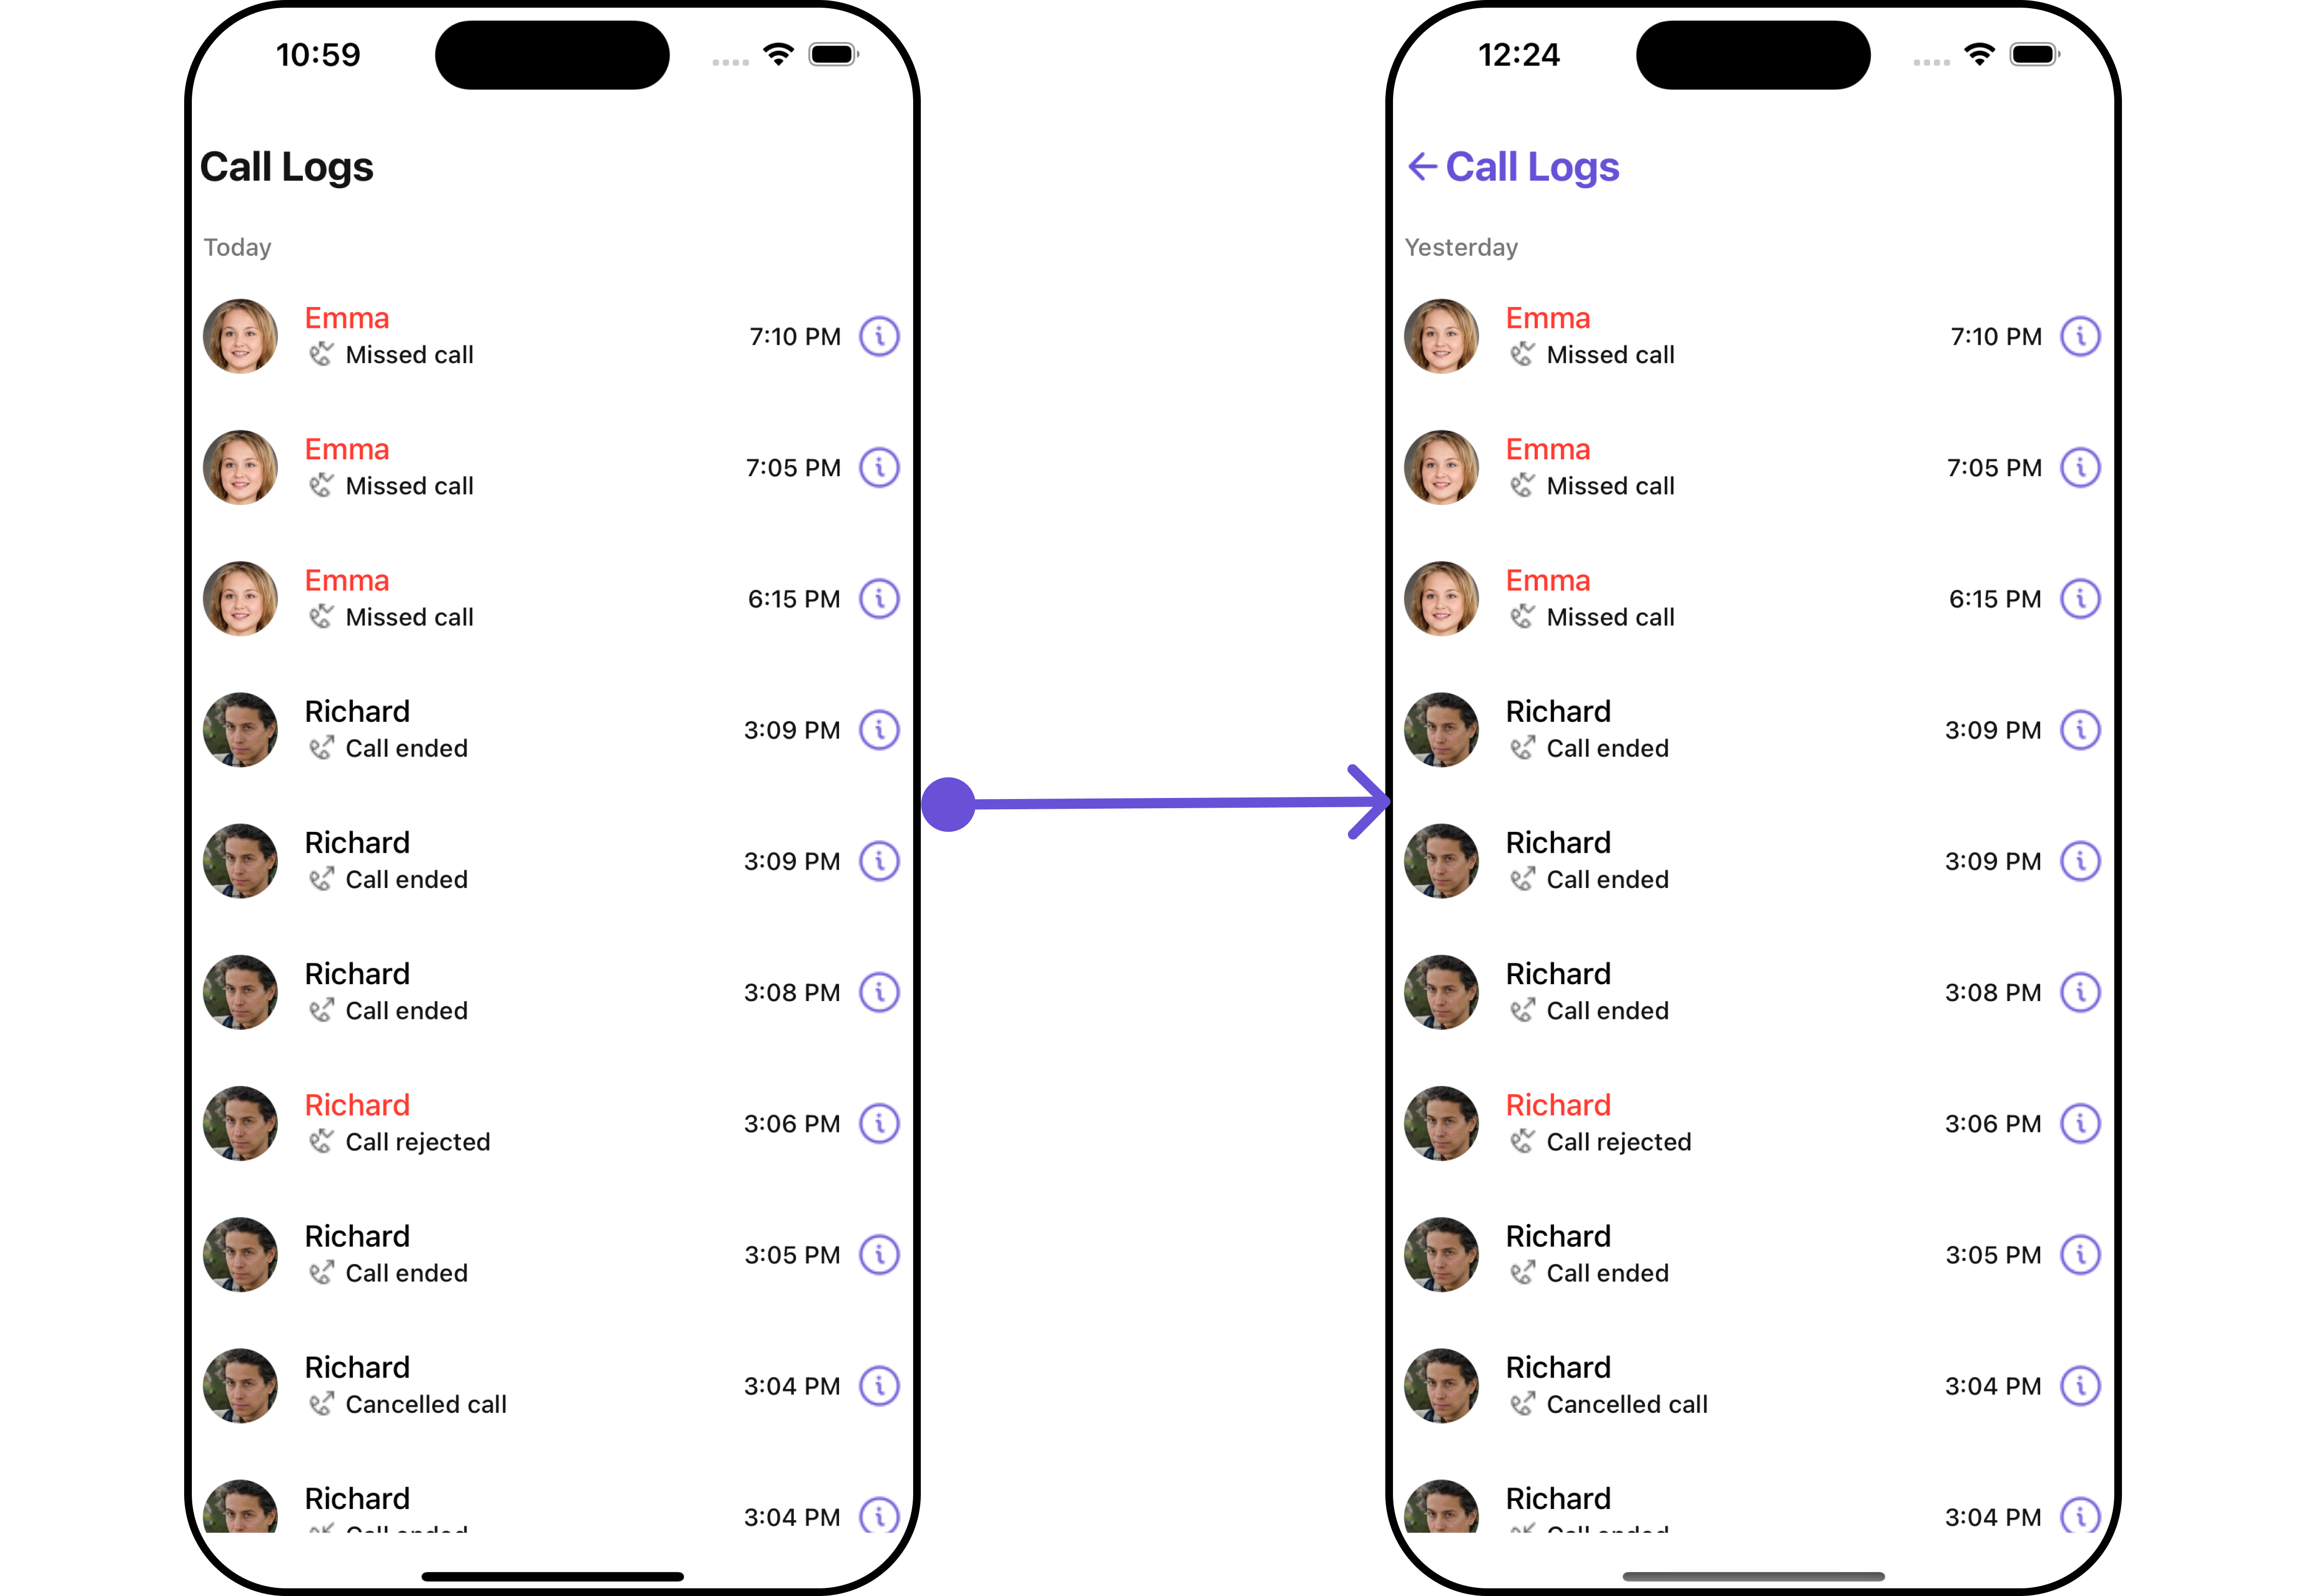 10:59
Call Logs
Today
Emma
Missed call
7:10 PM
Emma
Missed call
7:05 PM
Emma
Missed call
6:15 PM
Richard
Call ended
3:09 PM
Richard
Call ended
3:09 PM
Richard
Call ended
3:08 PM
Richard
Call rejected
3:06 PM
Richard
Call ended
3:05 PM
Richard
Cancelled call
3:04 PM
Richard
Call ended
3:04 PM
12:24
Call Logs
Yesterday
Emma
Missed call
7:10 PM
Emma
Missed call
7:05 PM
Emma
Missed call
6:15 PM
Richard
Call ended
3:09 PM
Richard
Call ended
3:09 PM
Richard
Call ended
3:08 PM
Richard
Call rejected
3:06 PM
Richard
Call ended
3:05 PM
Richard
Cancelled call
3:04 PM
Richard
Call ended
3:04 PM